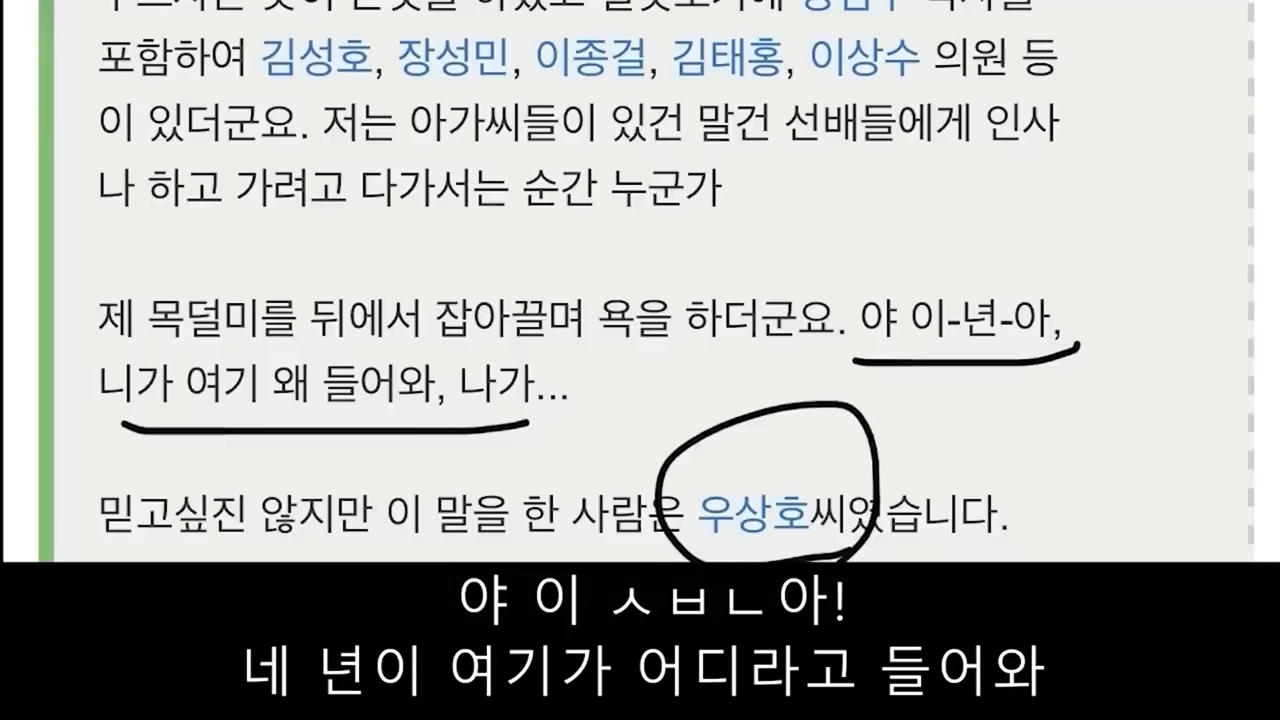 포함하여 김성호, 장성민, 이종걸, 김태홍, 이상수 의원 등
이 있더군요. 저는 아가씨들이 있건 말건 선배들에게 인사
나 하고 가려고 다가서는 순간 누군가
제 목덜미를 뒤에서 잡아끌며 욕을 하더군요. 야 이-년-아,
니가 여기 왜 들어와, 나가...
믿고싶진 않지만 이 말을 한 사람은 우상호씨였습니다.
야 이 ㅅㅂㄴ아!
네 년이 여기가 어디라고 들어와